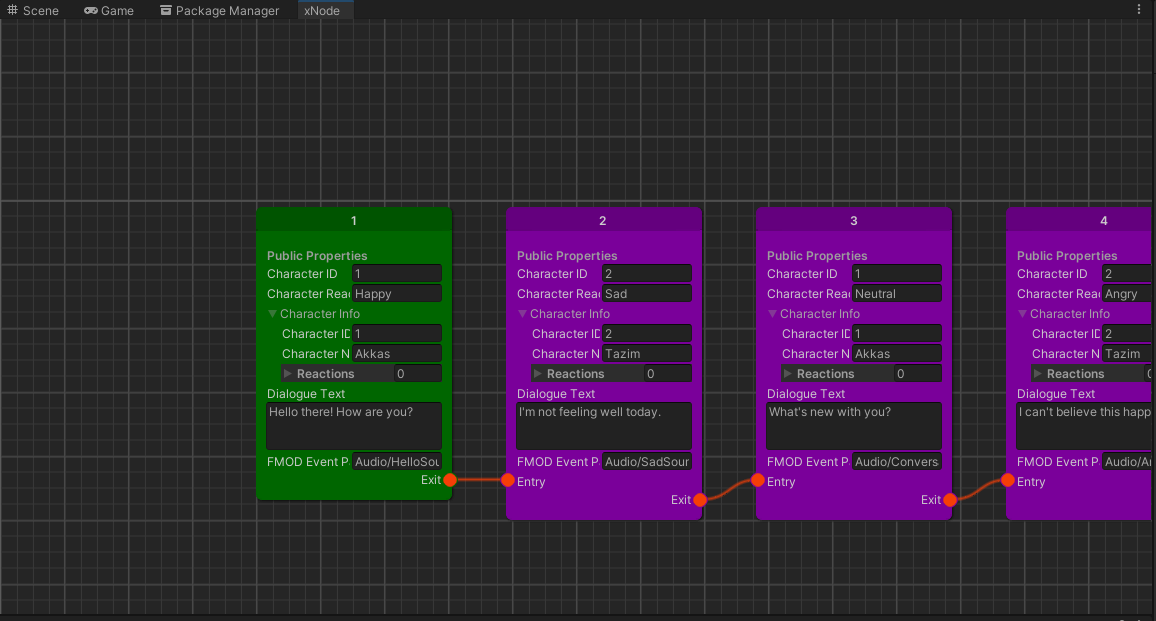 Scene Game Package Manager xNode
1
Public Properties
Character ID 1
Character Read Happy
Character Info
Character ID 1
Character N Akkas
Reactions 0
Dialogue Text
Hello there! How are you?
FMOD Event P Audio/HelloSou
Exit
2
Public Properties
Character ID 2
Character Read Sad
Character Info
Character ID 2
Character N Tazim
Reactions 0
Dialogue Text
I'm not feeling well today.
FMOD Event P Audio/SadSour
Entry
Exit
3
Public Properties
Character ID 1
Character Read Neutral
Character Info
Character ID 1
Character N Akkas
Reactions 0
Dialogue Text
What's new with you?
FMOD Event P Audio/Convers
Entry
Exit
4
Public Properties
Character ID 2
Character Read Angry
Character Info
Character ID 2
Character N Tazim
Reactions 0
Dialogue Text
I can't believe this happ
FMOD Event P Audio/A
Entry